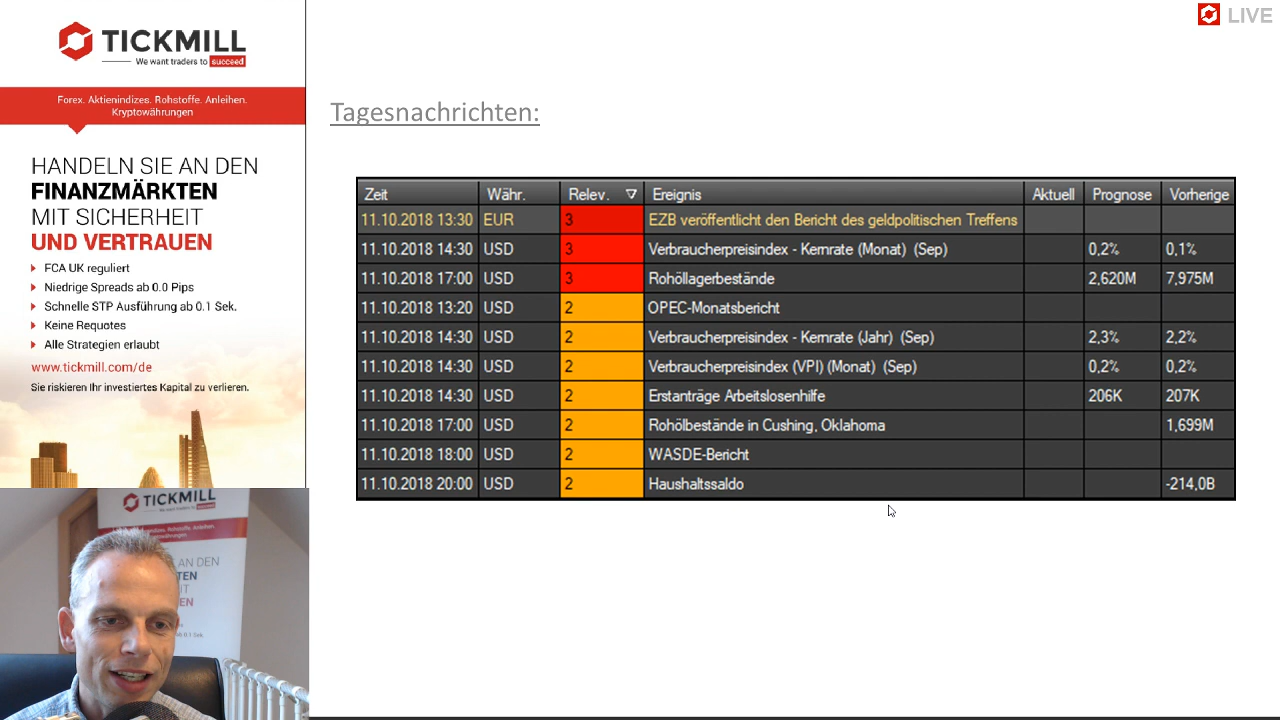 TICKMILL
We want traders to succeed
Forex. Aktienindizes. Rohstoffe. Anleihen.
Kryptowährungen
HANDELN SIE AN DEN
FINANZMÄRKTEN
MIT SICHERHEIT
UND VERTRAUEN
FCA UK reguliert
Niedrige Spreads ab 0.0 Pips
Schnelle STP Ausführung ab 0.1 Sek.
Keine Requotes
Alle Strategien erlaubt
www.tickmill.com/de
Sie riskieren Ihr investiertes Kapital zu verlieren.
LIVE
Tagesnachrichten:
Zeit Währ. Relev. Ereignis Aktuell Prognose Vorherige
11.10.2018 13:30 EUR 3 EZB veröffentlicht den Bericht des geldpolitischen Treffens
11.10.2018 14:30 USD 3 Verbraucherpreisindex - Kernrate (Monat) (Sep) 0,2% 0,1%
11.10.2018 17:00 USD 3 Rohöllagerbestände 2,620M 7,975M
11.10.2018 13:20 USD 2 OPEC-Monatsbericht
11.10.2018 14:30 USD 2 Verbraucherpreisindex - Kernrate (Jahr) (Sep) 2,3% 2,2%
11.10.2018 14:30 USD 2 Verbraucherpreisindex (VPI) (Monat) (Sep) 0,2% 0,2%
11.10.2018 14:30 USD 2 Erstanträge Arbeitslosenhilfe 206K 207K
11.10.2018 17:00 USD 2 Rohölbestände in Cushing, Oklahoma 1,699M
11.10.2018 18:00 USD 2 WASDE-Bericht
11.10.2018 20:00 USD 2 Haushaltssaldo -214,0B
TICKMILL
AN DEN
TEN
IT
EN